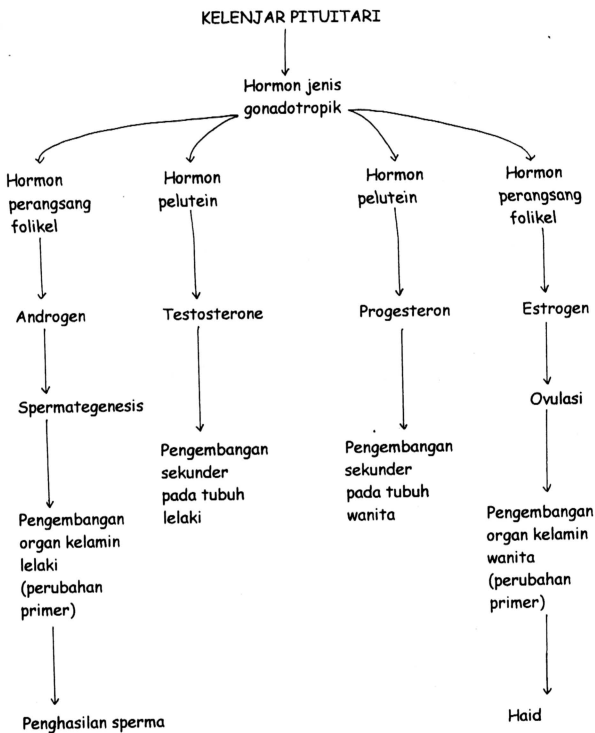 KELENJAR PITUITARI
Hormon jenis
gonadotropik
Hormon
perangsang
folikel
Hormon
pelutein
Hormon
pelutein
Hormon
perangsang
folikel
Androgen
Testosterone
Progesteron
Estrogen
Spermategenesis
Ovulasi
Pengembangan
sekunder
pada tubuh
lelaki
Pengembangan
sekunder
pada tubuh
wanita
Pengembangan
organ kelamin
lelaki
(perubahan
primer)
Pengembangan
organ kelamin
wanita
(perubahan
primer)
Penghasilan sperma
Haid